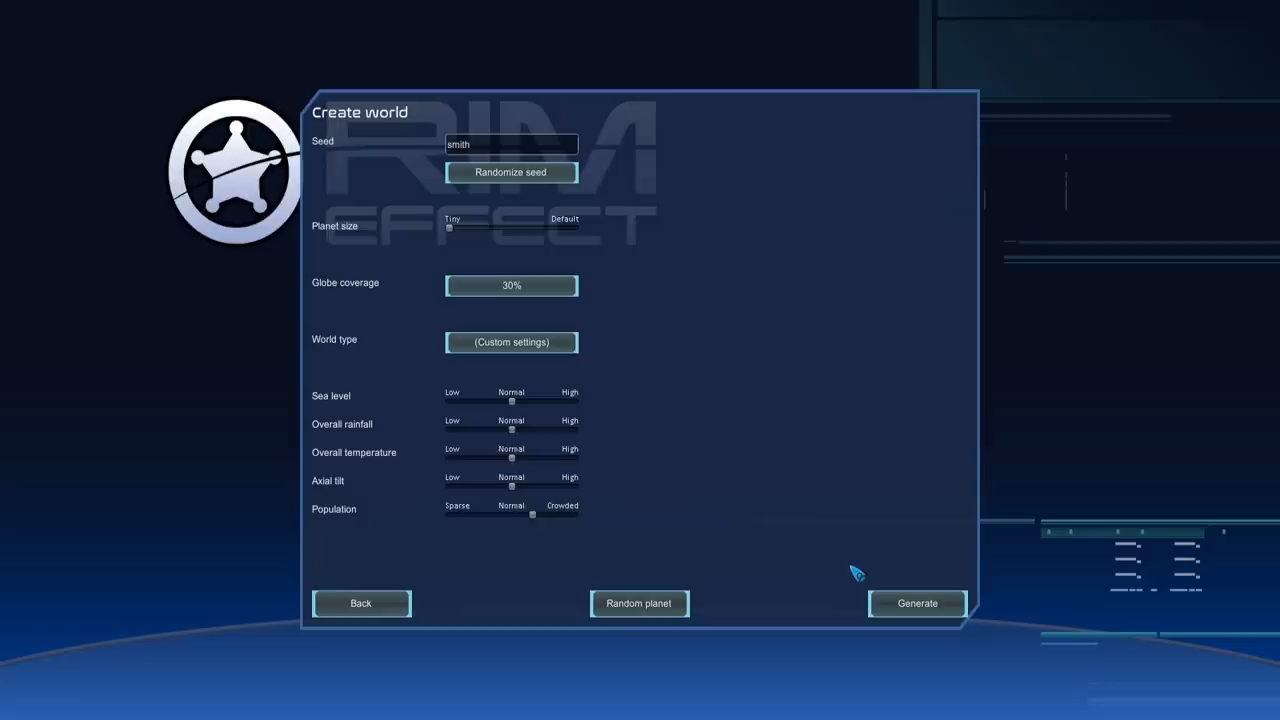 RIM
EFFECT
Create world
Seed
smith
Randomize seed
Planet size
Tiny Default
Globe coverage
30%
World type
(Custom settings)
Sea level
Low Normal High
Overall rainfall
Low Normal High
Overall temperature
Low Normal High
Axial tilt
Low Normal High
Population
Sparse Normal Crowded
Back Random planet Generate